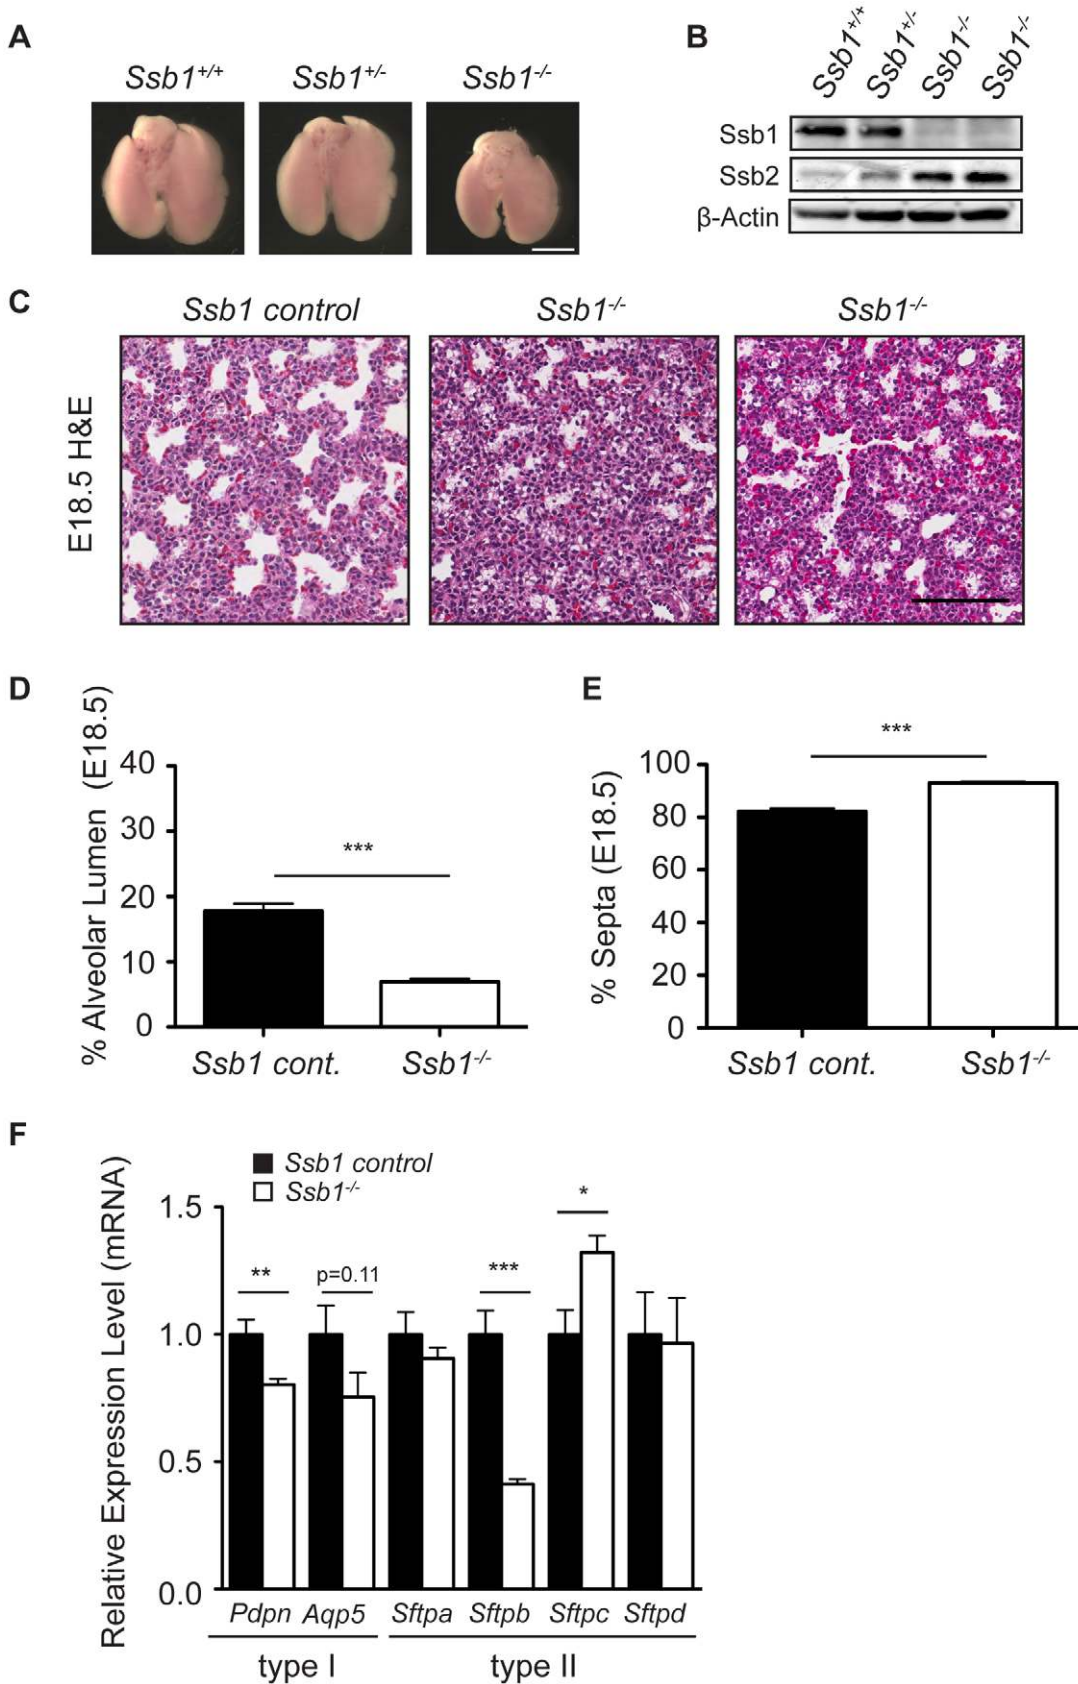 A
Ssb1+/+ Ssb1+/- Ssb1-/-
B
Ssb1+/+ Ssb1+/- Ssb1-/- Ssb1-/-
Ssb1
Ssb2
β-Actin
C
Ssb1 control Ssb1-/- Ssb1-/-
E18.5 H&E
D
% Alveolar Lumen (E18.5)
40
30
20
10
0
***
Ssb1 cont. Ssb1-/-
E
% Septa (E18.5)
100
80
60
40
20
0
***
Ssb1 cont. Ssb1-/-
F
Relative Expression Level (mRNA)
Ssb1 control
Ssb1-/-
1.5
1.0
0.5
0.0
** p=0.11 *** *
Pdpn Aqp5 Sftpa Sftpb Sftpc Sftpd
type I type II